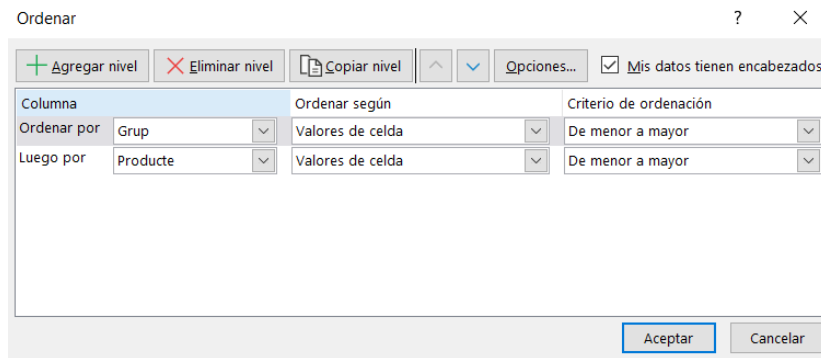 Ordenar ?
Agregar nivel Eliminar nivel Copiar nivel Opciones... Mis datos tienen encabezados
Columna Ordenar según Criterio de ordenación
Ordenar por Grup Valores de celda De menor a mayor
Luego por Producte Valores de celda De menor a mayor
Aceptar Cancelar